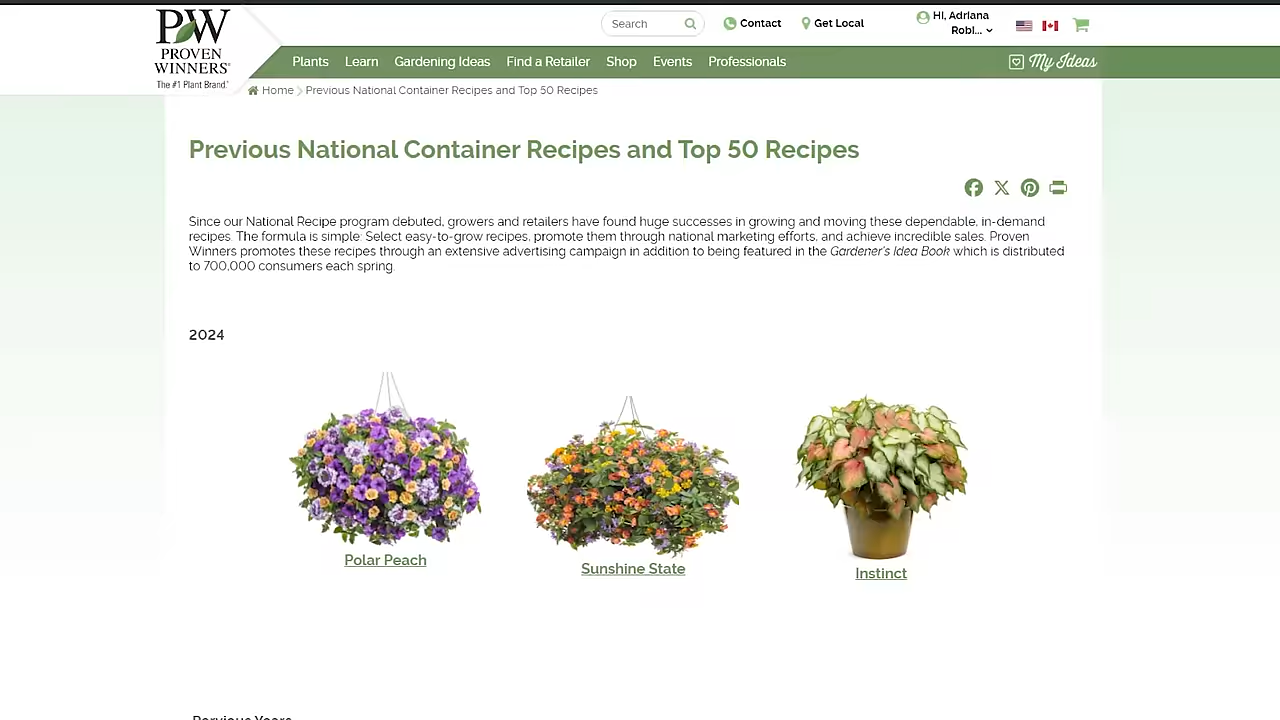 PW
PROVEN
WINNERS®
The #1 Plant Brand.®
Search
Contact
Get Local
Hi, Adriana
Robl...
Plants Learn Gardening Ideas Find a Retailer Shop Events Professionals My Ideas
Home Previous National Container Recipes and Top 50 Recipes
Previous National Container Recipes and Top 50 Recipes
Since our National Recipe program debuted, growers and retailers have found huge successes in growing and moving these dependable, in-demand
recipes. The formula is simple: Select easy-to-grow recipes, promote them through national marketing efforts, and achieve incredible sales. Proven
Winners promotes these recipes through an extensive advertising campaign in addition to being featured in the Gardener's Idea Book which is distributed
to 700,000 consumers each spring.
2024
Polar Peach
Sunshine State
Instinct
Pervious Years